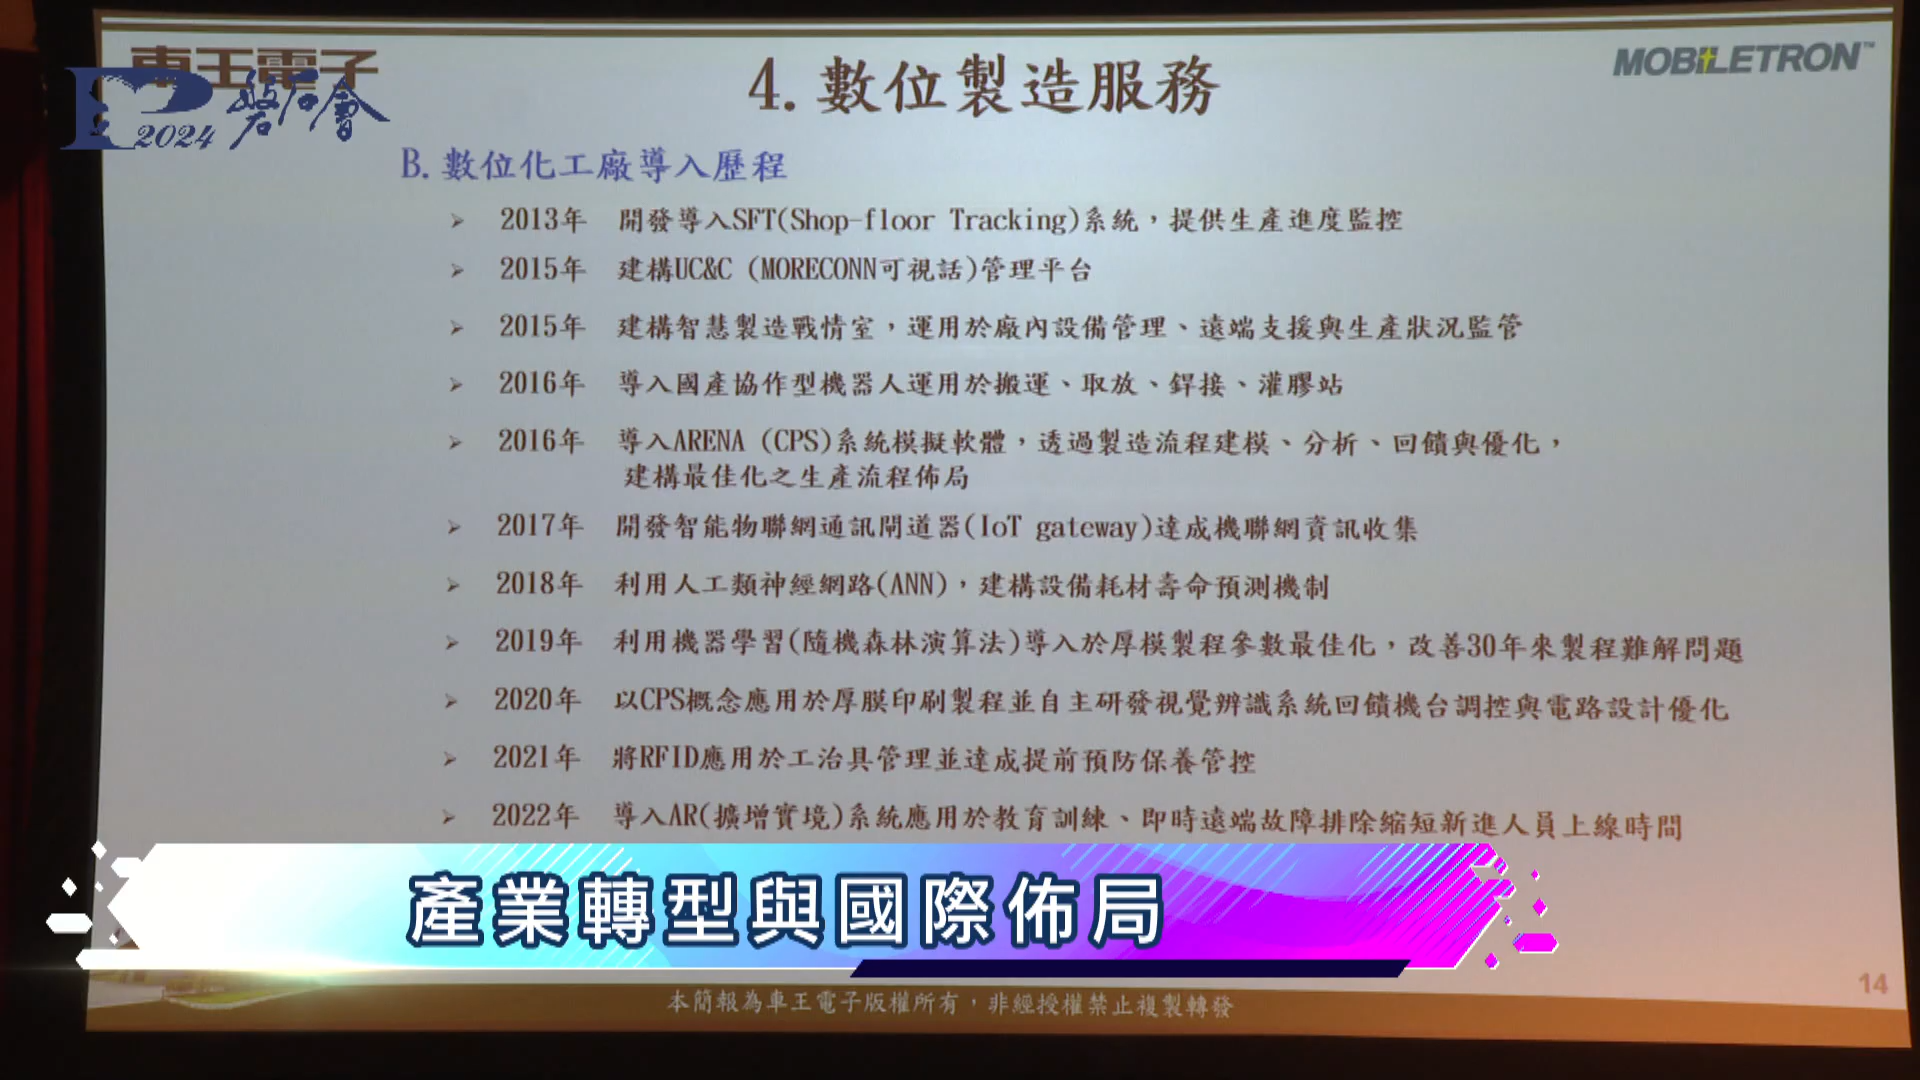 車王電子
MOBILETRON™
2024 磐石會
4. 數位製造服務
B. 數位化工廠導入歷程
➢ 2013年 開發導入SFT(Shop-floor Tracking)系統，提供生產進度監控
➢ 2015年 建構UC&C (MORECONN可視話)管理平台
➢ 2015年 建構智慧製造戰情室，運用於廠內設備管理、遠端支援與生產狀況監管
➢ 2016年 導入國產協作型機器人運用於搬運、取放、銲接、灌膠站
➢ 2016年 導入ARENA (CPS)系統模擬軟體，透過製造流程建模、分析、回饋與優化，
建構最佳化之生產流程佈局
➢ 2017年 開發智能物聯網通訊閘道器(IoT gateway)達成機聯網資訊收集
➢ 2018年 利用人工類神經網路(ANN)，建構設備耗材壽命預測機制
➢ 2019年 利用機器學習(隨機森林演算法)導入於厚模製程參數最佳化，改善30年來製程難解問題
➢ 2020年 以CPS概念應用於厚膜印刷製程並自主研發視覺辨識系統回饋機台調控與電路設計優化
➢ 2021年 將RFID應用於工治具管理並達成提前預防保養管控
➢ 2022年 導入AR(擴增實境)系統應用於教育訓練、即時遠端故障排除縮短新進人員上線時間
產業轉型與國際佈局
14
本簡報為車王電子版權所有，非經授權禁止複製轉發